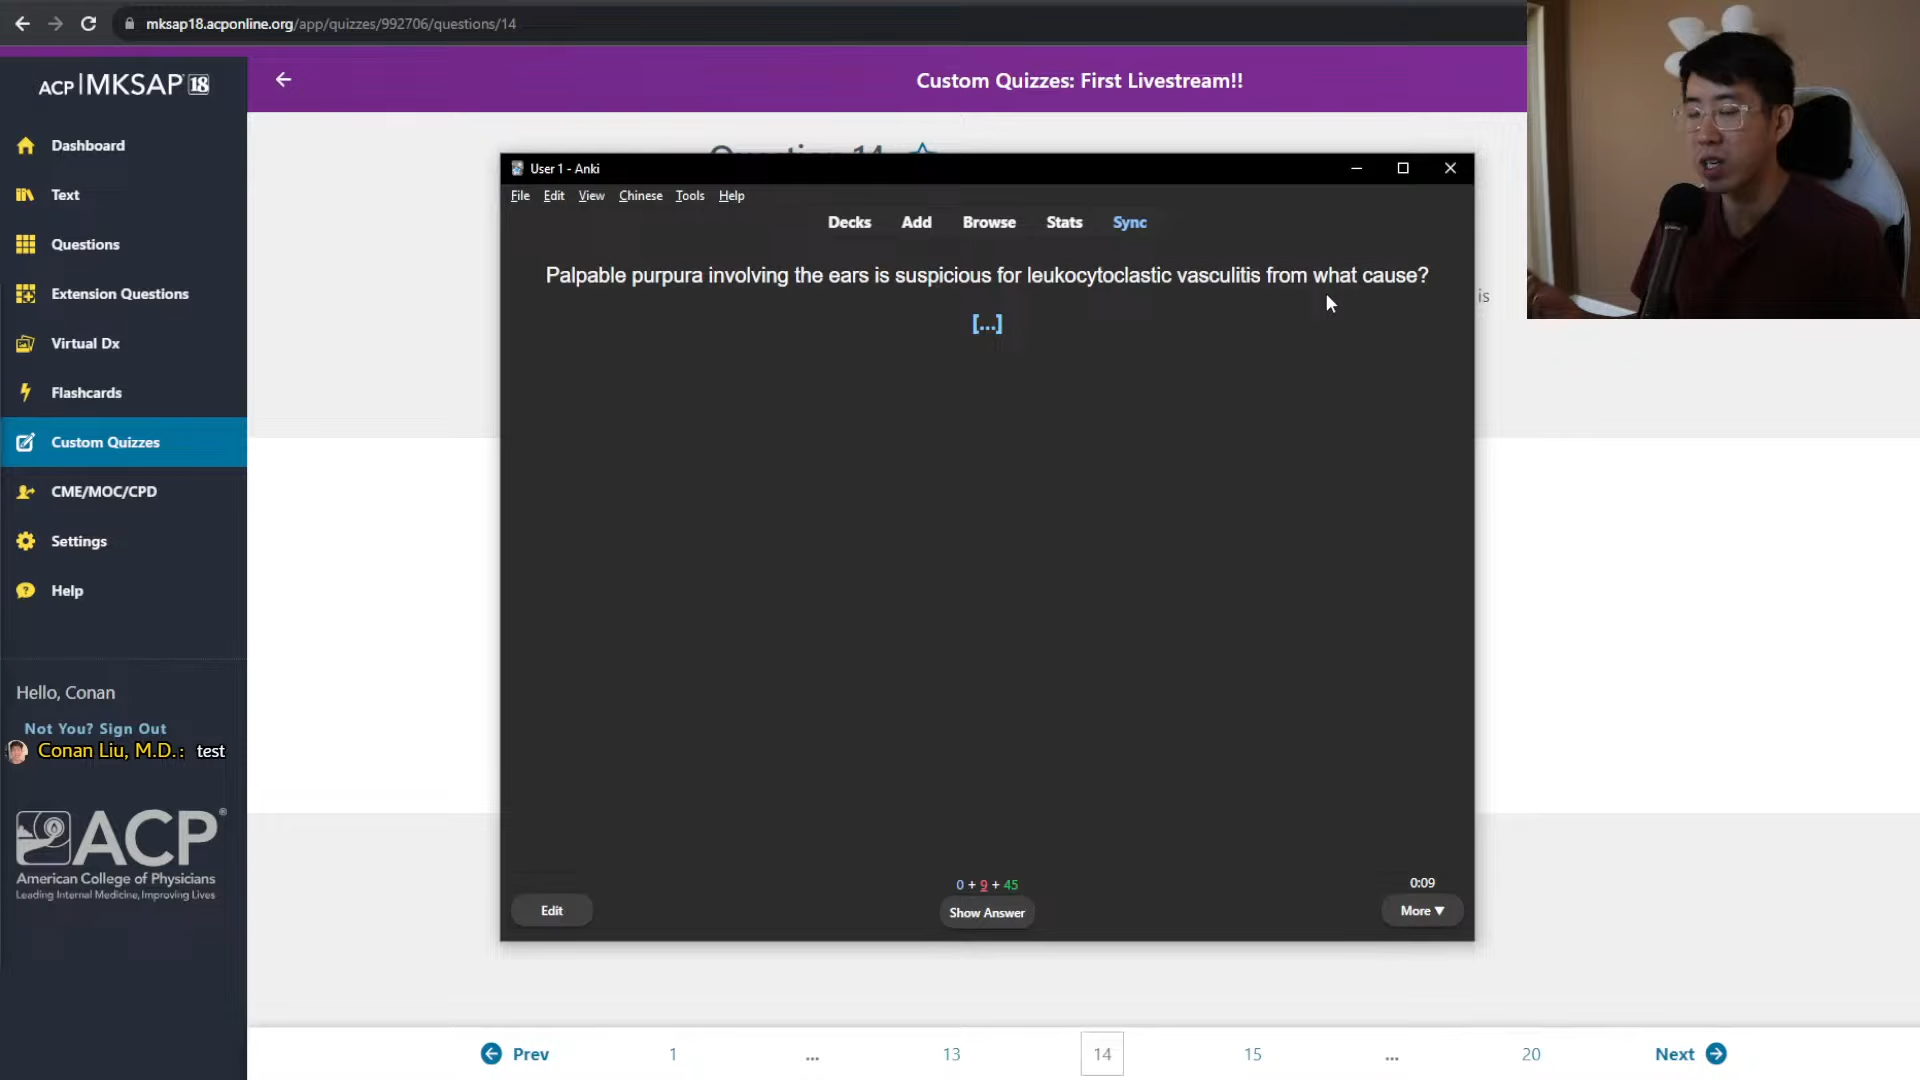 mksap18.acponline.org/app/quizzes/992706/questions/14
ACP MKSAP 18
Custom Quizzes: First Livestream!!
Dashboard
Text
Questions
Extension Questions
Virtual Dx
Flashcards
Custom Quizzes
CME/MOC/CPD
Settings
Help
Hello, Conan
Not You? Sign Out
Conan Liu, M.D.: test
ACP®
American College of Physicians
Leading Internal Medicine, Improving Lives
Question 14
User 1 - Anki
File Edit View Chinese Tools Help
Decks Add Browse Stats Sync
Palpable purpura involving the ears is suspicious for leukocytoclastic vasculitis from what cause?
[...]
is
0 + 9 + 45
0:09
Edit
Show Answer
More ▼
Prev 1 ... 13 14 15 ... 20 Next